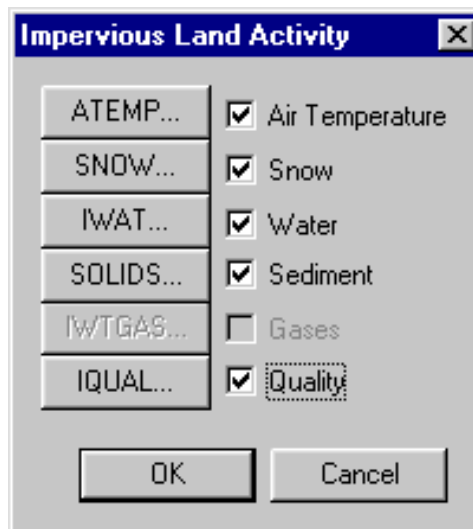 Impervious Land Activity
ATEMP... Air Temperature
SNOW... Snow
IWAT... Water
SOLIDS... Sediment
IWTGAS... Gases
IQUAL... Quality
OK Cancel